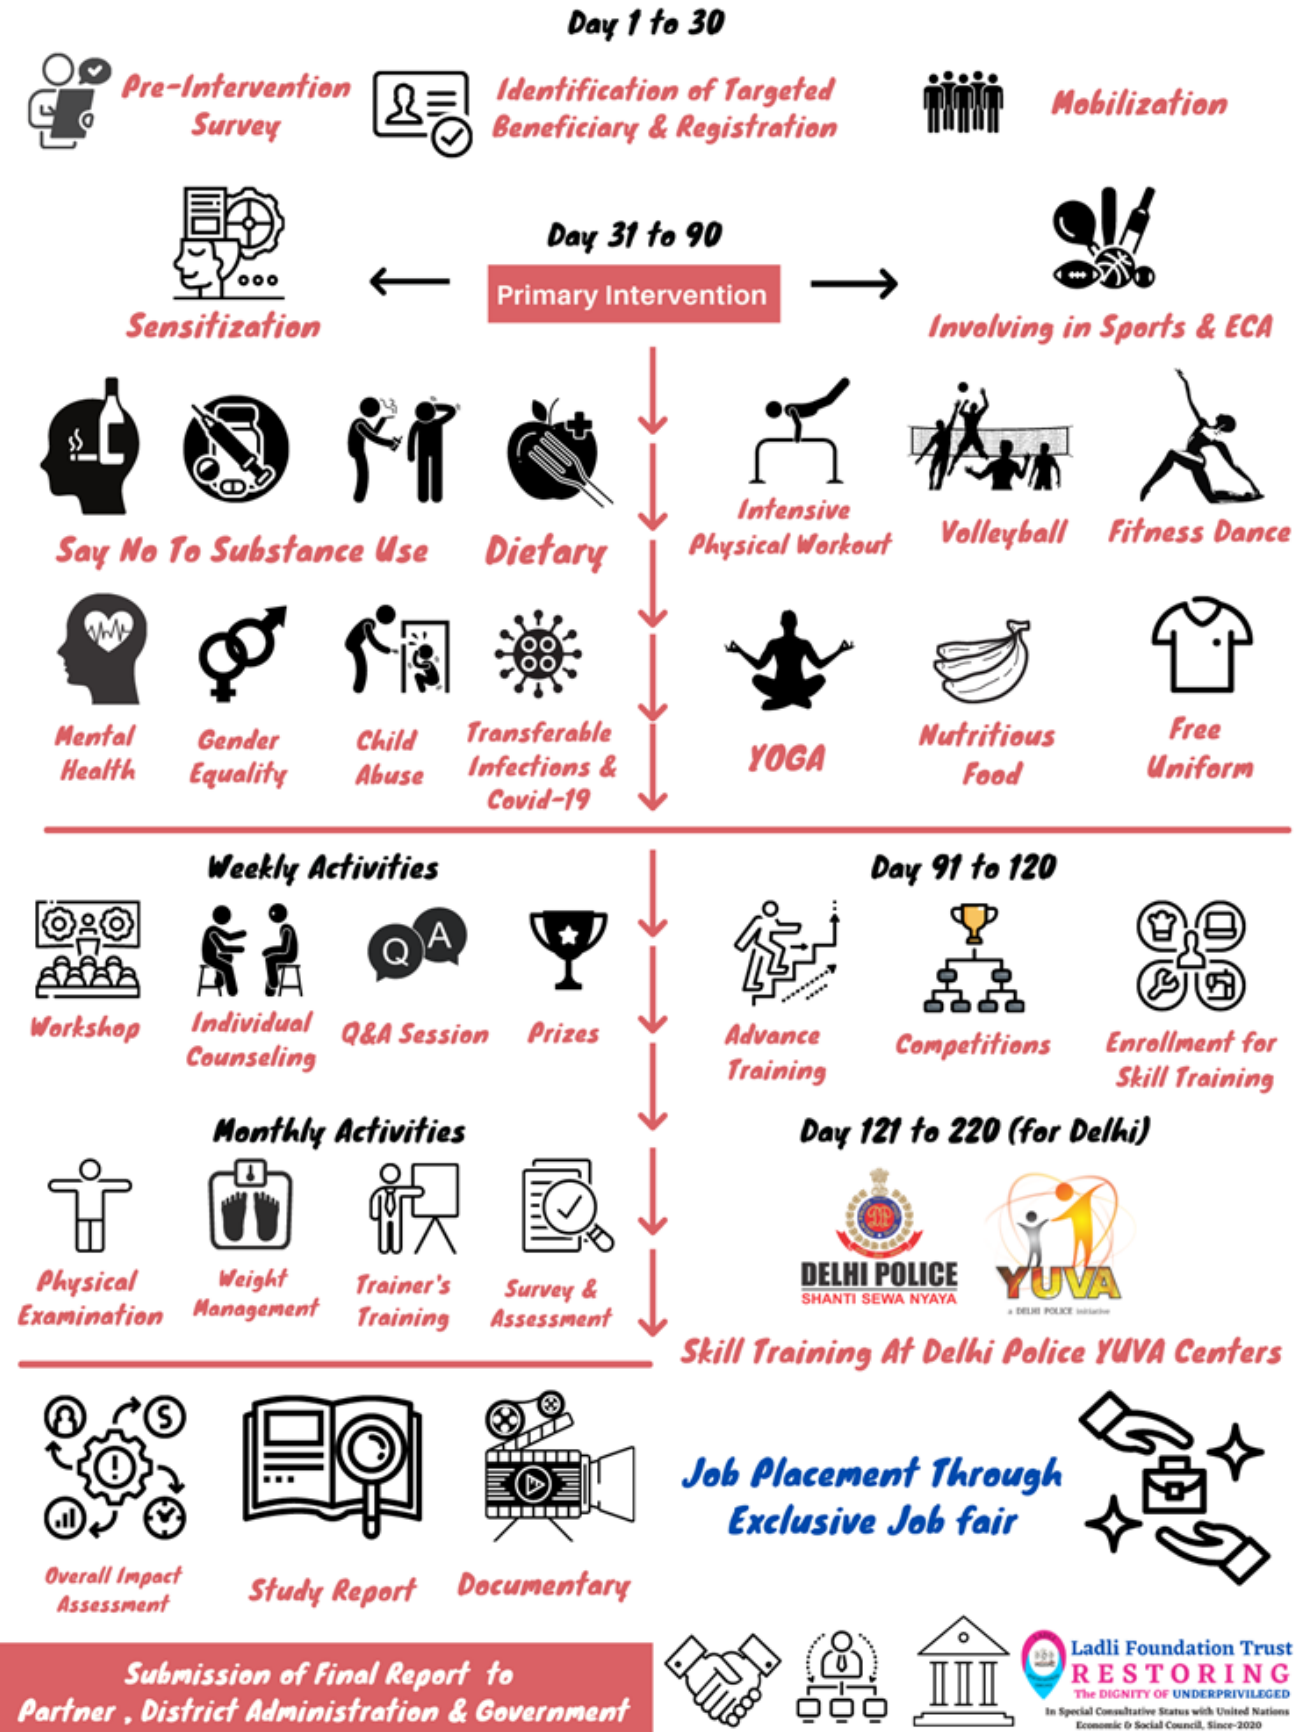 Day 1 to 30
Pre-Intervention
Survey
Identification of Targeted
Beneficiary & Registration
Mobilization
Day 31 to 90
Primary Intervention
Sensitization
Involving in Sports & ECA
Say No To Substance Use
Dietary
Intensive
Physical Workout
Volleyball
Fitness Dance
Mental
Health
Gender
Equality
Child
Abuse
Transferable
Infections &
Covid-19
YOGA
Nutritious
Food
Free
Uniform
Weekly Activities
Workshop
Individual
Counseling
Q A
Q&A Session
Prizes
Day 91 to 120
Advance
Training
Competitions
Enrollment for
Skill Training
Monthly Activities
Physical
Examination
Weight
Management
Trainer's
Training
Survey &
Assessment
Day 121 to 220 (for Delhi)
DELHI POLICE
SHANTI SEWA NYAYA
YUVA
a DELHI POLICE initiative
Skill Training At Delhi Police YUVA Centers
Overall Impact
Assessment
Study Report
Documentary
Job Placement Through
Exclusive Job fair
Submission of Final Report to
Partner , District Administration & Government
Ladli Foundation Trust
RESTORING
The DIGNITY OF UNDERPRIVILEGED
In Special Consultative Status with United Nations
Economic & Social Council, Since-2020